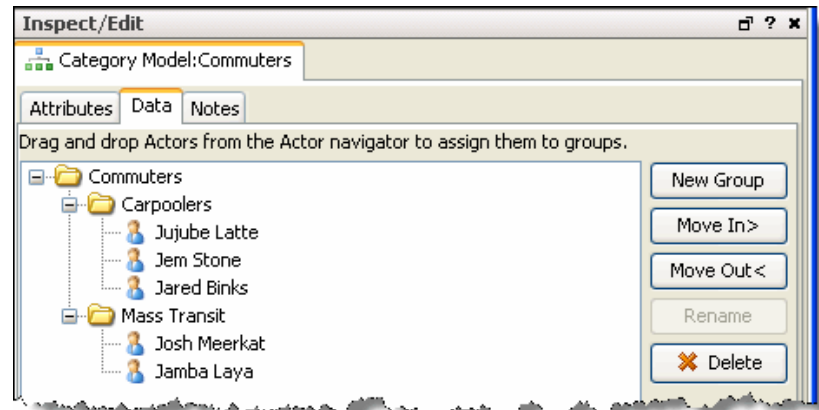 Inspect/Edit
?
Category Model:Commuters
Attributes Data Notes
Drag and drop Actors from the Actor navigator to assign them to groups.
Commuters
Carpoolers
Jujube Latte
Jem Stone
Jared Binks
Mass Transit
Josh Meerkat
Jamba Laya
New Group
Move In>
Move Out<
Rename
Delete